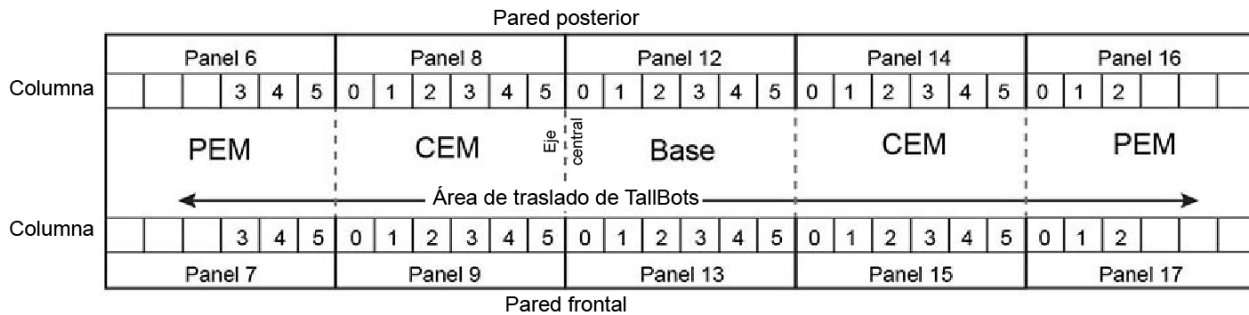 Pared posterior
Panel 6 Panel 8 Panel 12 Panel 14 Panel 16
Columna 3 4 5 0 1 2 3 4 5 0 1 2 3 4 5 0 1 2 3 4 5 0 1 2
PEM CEM Eje central Base CEM PEM
Área de traslado de TallBots
Columna 3 4 5 0 1 2 3 4 5 0 1 2 3 4 5 0 1 2 3 4 5 0 1 2
Panel 7 Panel 9 Panel 13 Panel 15 Panel 17
Pared frontal